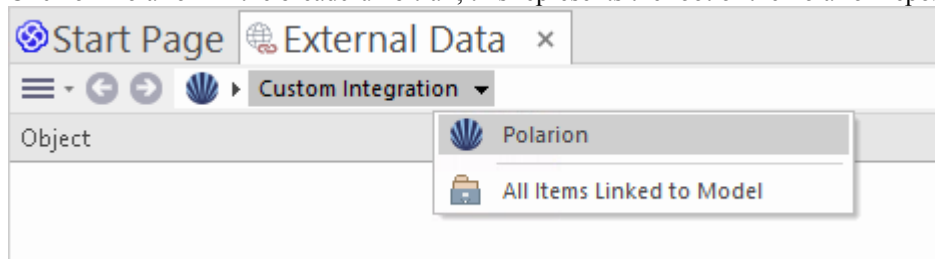 Start Page External Data ×
Custom Integration
Object
Polarion
All Items Linked to Model